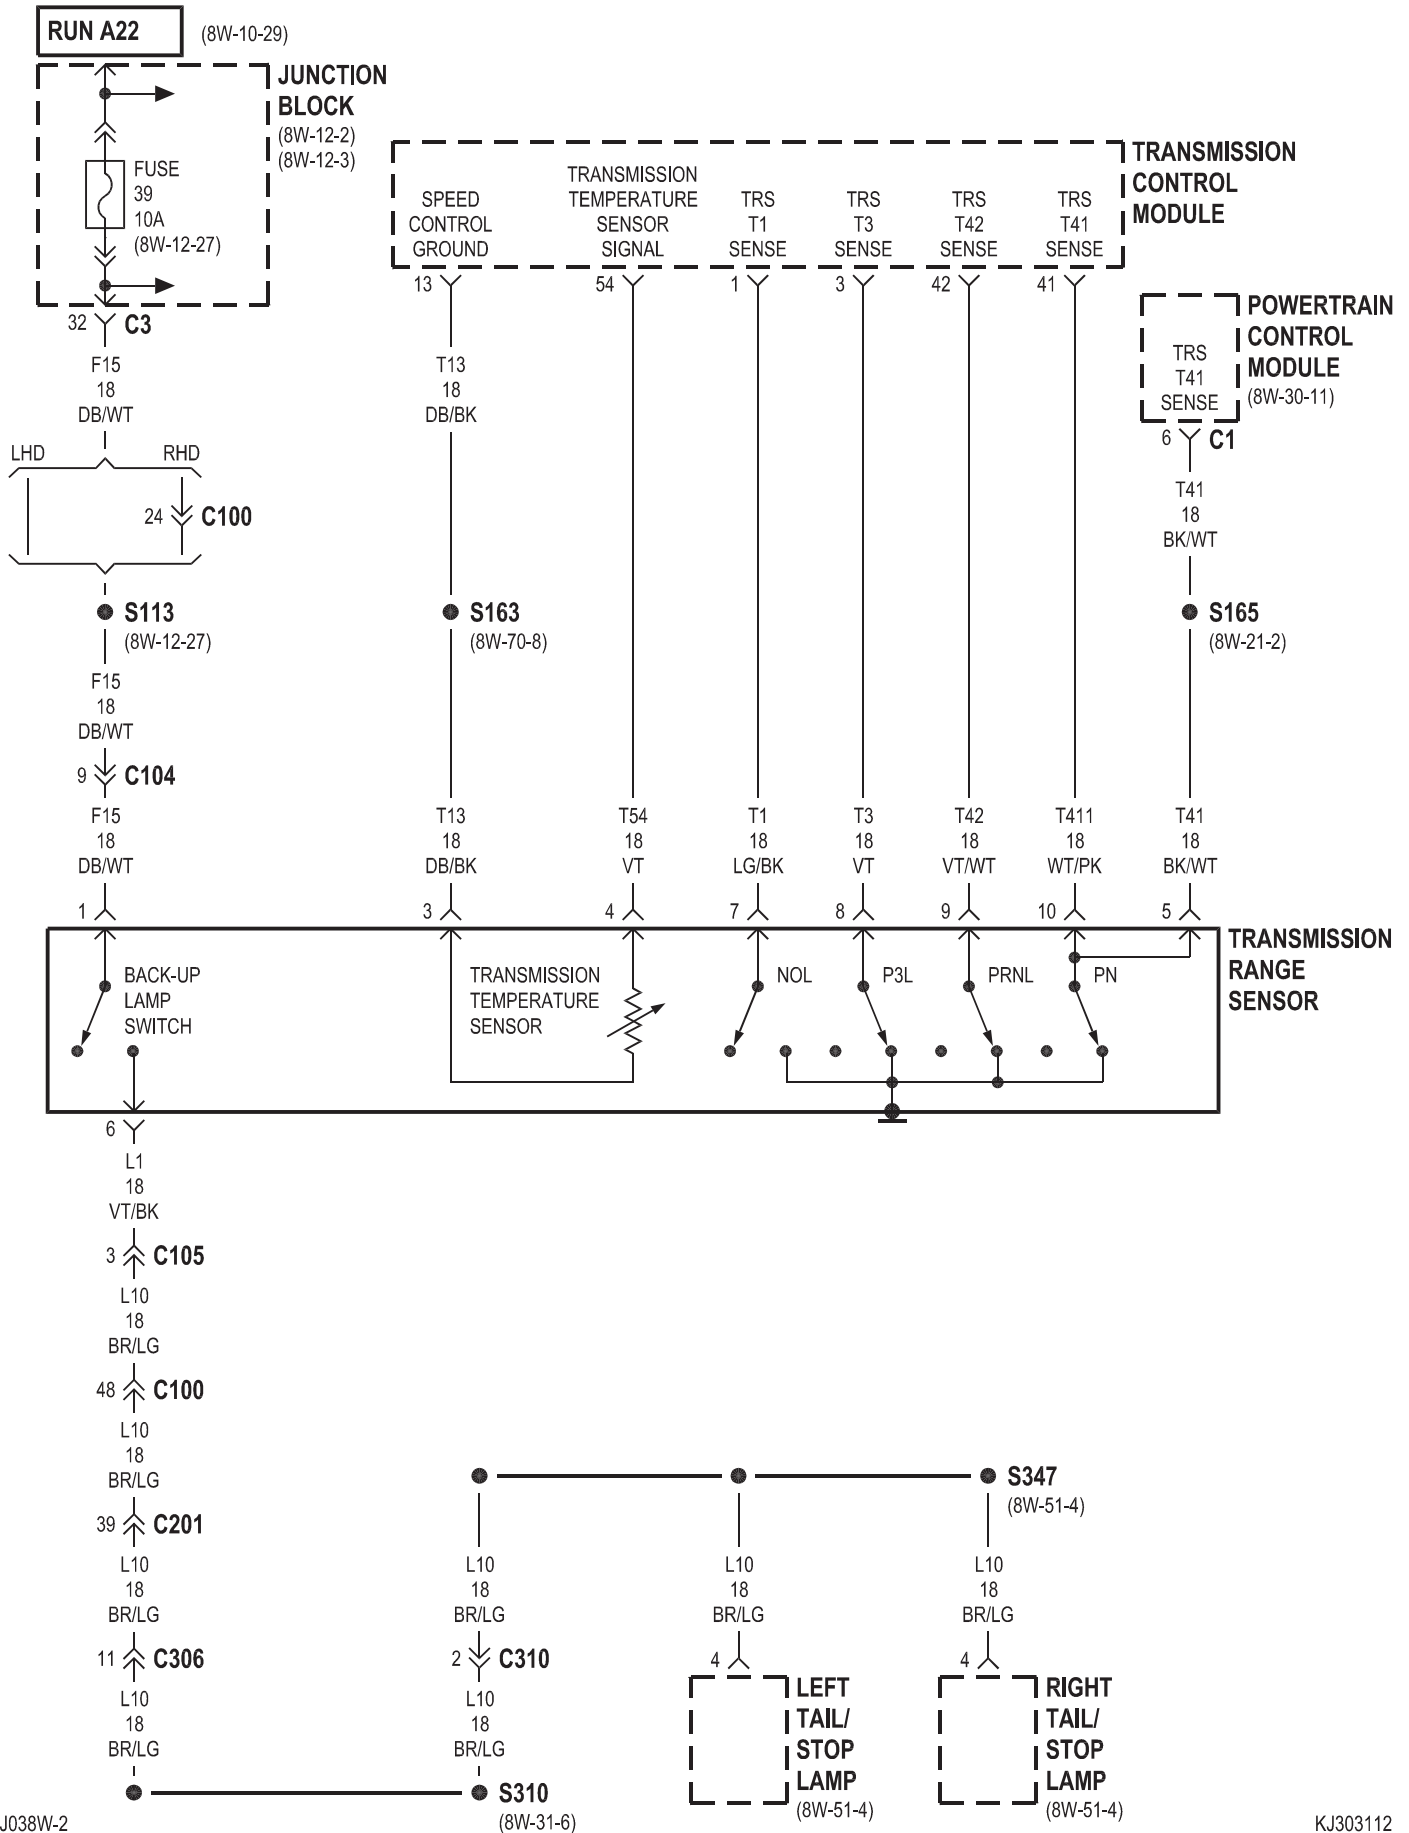 RUN A22
(8W-10-29)
JUNCTION
BLOCK
(8W-12-2)
(8W-12-3)
FUSE
39
10A
(8W-12-27)
32
C3
F15
18
DB/WT
LHD
RHD
24
C100
S113
(8W-12-27)
F15
18
DB/WT
9
C104
F15
18
DB/WT
1
TRANSMISSION
CONTROL
MODULE
SPEED
CONTROL
GROUND
TRANSMISSION
TEMPERATURE
SENSOR
SIGNAL
TRS
T1
SENSE
TRS
T3
SENSE
TRS
T42
SENSE
TRS
T41
SENSE
13
54
1
3
42
41
T13
18
DB/BK
S163
(8W-70-8)
POWERTRAIN
CONTROL
MODULE
(8W-30-11)
TRS
T41
SENSE
6
C1
T41
18
BK/WT
S165
(8W-21-2)
T13
18
DB/BK
3
T54
18
VT
4
T1
18
LG/BK
7
T3
18
VT
8
T42
18
VT/WT
9
T411
18
WT/PK
10
T41
18
BK/WT
5
TRANSMISSION
RANGE
SENSOR
BACK-UP
LAMP
SWITCH
TRANSMISSION
TEMPERATURE
SENSOR
NOL
P3L
PRNL
PN
6
L1
18
VT/BK
3
C105
L10
18
BR/LG
48
C100
L10
18
BR/LG
39
C201
L10
18
BR/LG
11
C306
L10
18
BR/LG
S347
(8W-51-4)
L10
18
BR/LG
2
C310
L10
18
BR/LG
S310
(8W-31-6)
L10
18
BR/LG
4
LEFT
TAIL/
STOP
LAMP
(8W-51-4)
L10
18
BR/LG
4
RIGHT
TAIL/
STOP
LAMP
(8W-51-4)
J038W-2
KJ303112